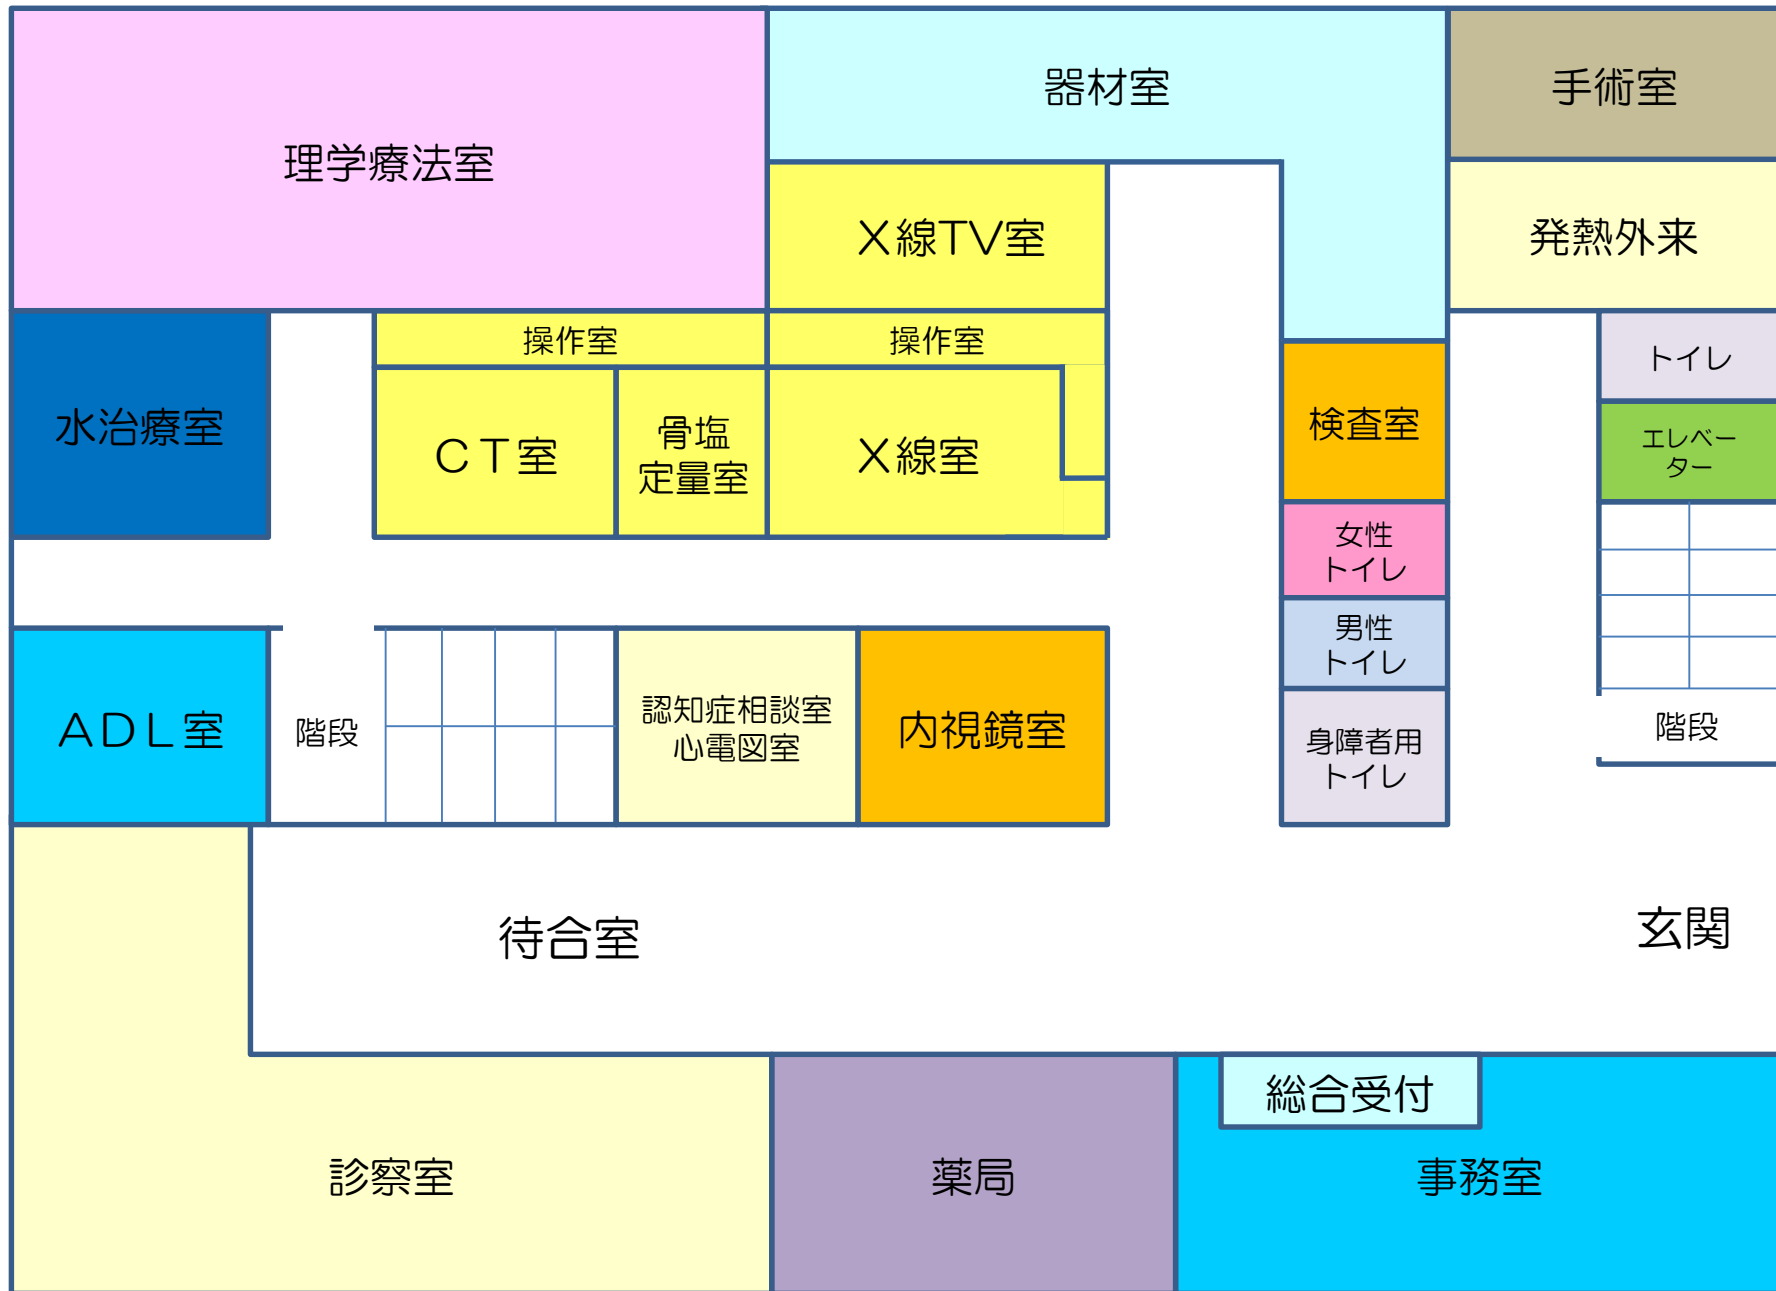 器材室
手術室
理学療法室
X線TV室
発熱外来
操作室
操作室
トイレ
水治療室
CT室
骨塩
定量室
X線室
検査室
エレベー
ター
女性
トイレ
男性
トイレ
ADL室
階段
認知症相談室
心電図室
内視鏡室
身障者用
トイレ
階段
待合室
玄関
総合受付
診察室
薬局
事務室